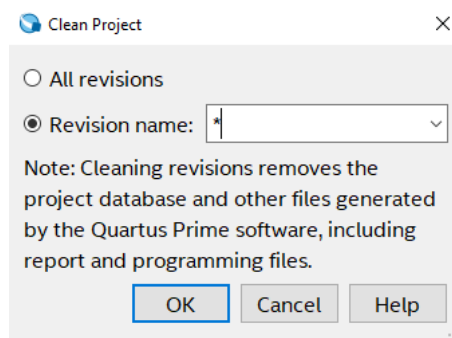 Clean Project
All revisions
Revision name: *
Note: Cleaning revisions removes the
project database and other files generated
by the Quartus Prime software, including
report and programming files.
OK Cancel Help